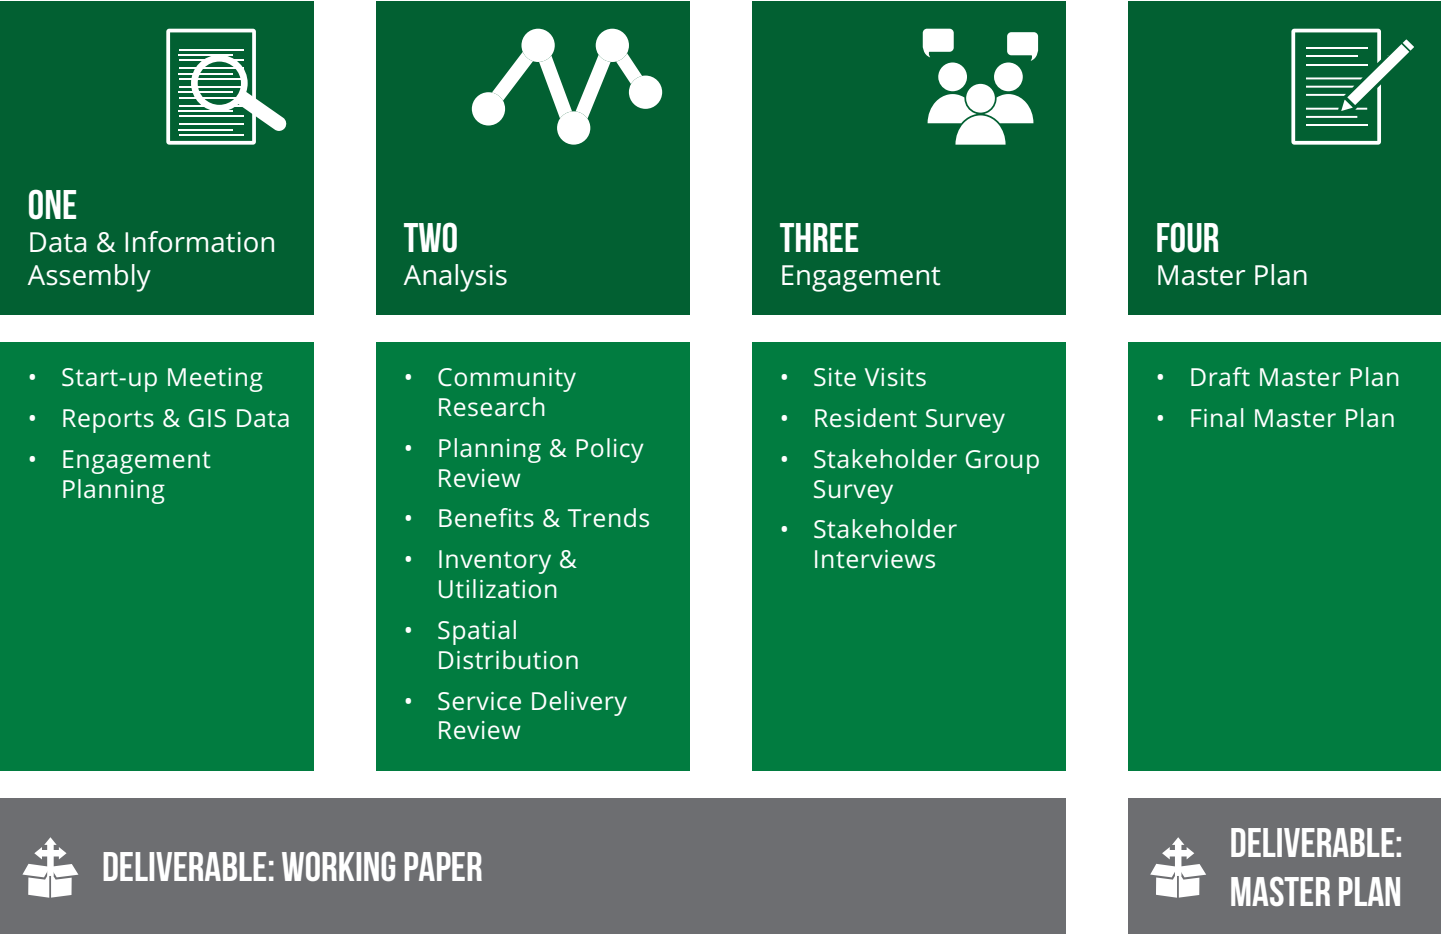 ONE
Data & Information
Assembly
TWO
Analysis
THREE
Engagement
FOUR
Master Plan
• Start-up Meeting
• Reports & GIS Data
• Engagement
Planning
• Community
Research
• Planning & Policy
Review
• Benefits & Trends
• Inventory &
Utilization
• Spatial
Distribution
• Service Delivery
Review
• Site Visits
• Resident Survey
• Stakeholder Group
Survey
• Stakeholder
Interviews
• Draft Master Plan
• Final Master Plan
DELIVERABLE: WORKING PAPER
DELIVERABLE:
MASTER PLAN